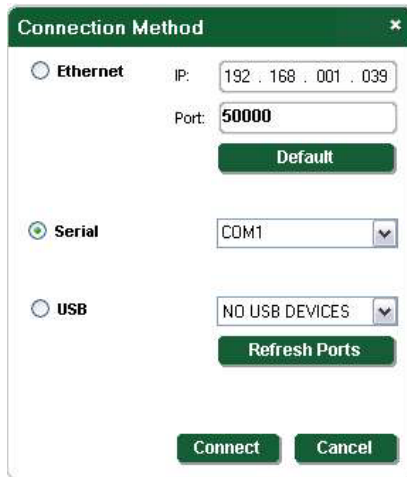 Connection Method ×
Ethernet IP: 192 . 168 . 001 . 039
Port: 50000
Default
Serial COM1
USB NO USB DEVICES
Refresh Ports
Connect Cancel